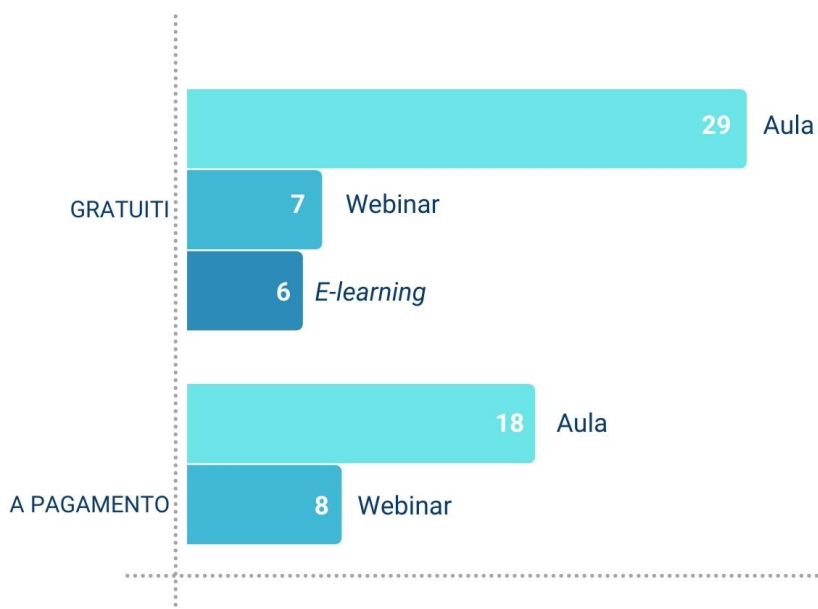 29 Aula
GRATUITI
7 Webinar
6 E-learning
18 Aula
A PAGAMENTO
8 Webinar